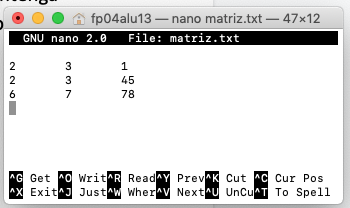 tenga
fp04alu13 — nano matriz.txt — 47×12
GNU nano 2.0 File: matriz.txt
2 3 1
2 3 45
6 7 78
^G Get ^O Writ^R Read^Y Prev^K Cut ^C Cur Pos
^X Exit^J Just^W Wher^V Next^U UnCu^T To Spell